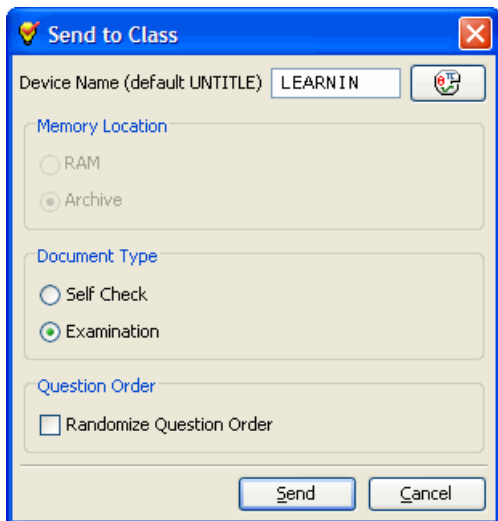 Send to Class
Device Name (default UNTITLE) LEARNIN
Memory Location
RAM
Archive
Document Type
Self Check
Examination
Question Order
Randomize Question Order
Send Cancel